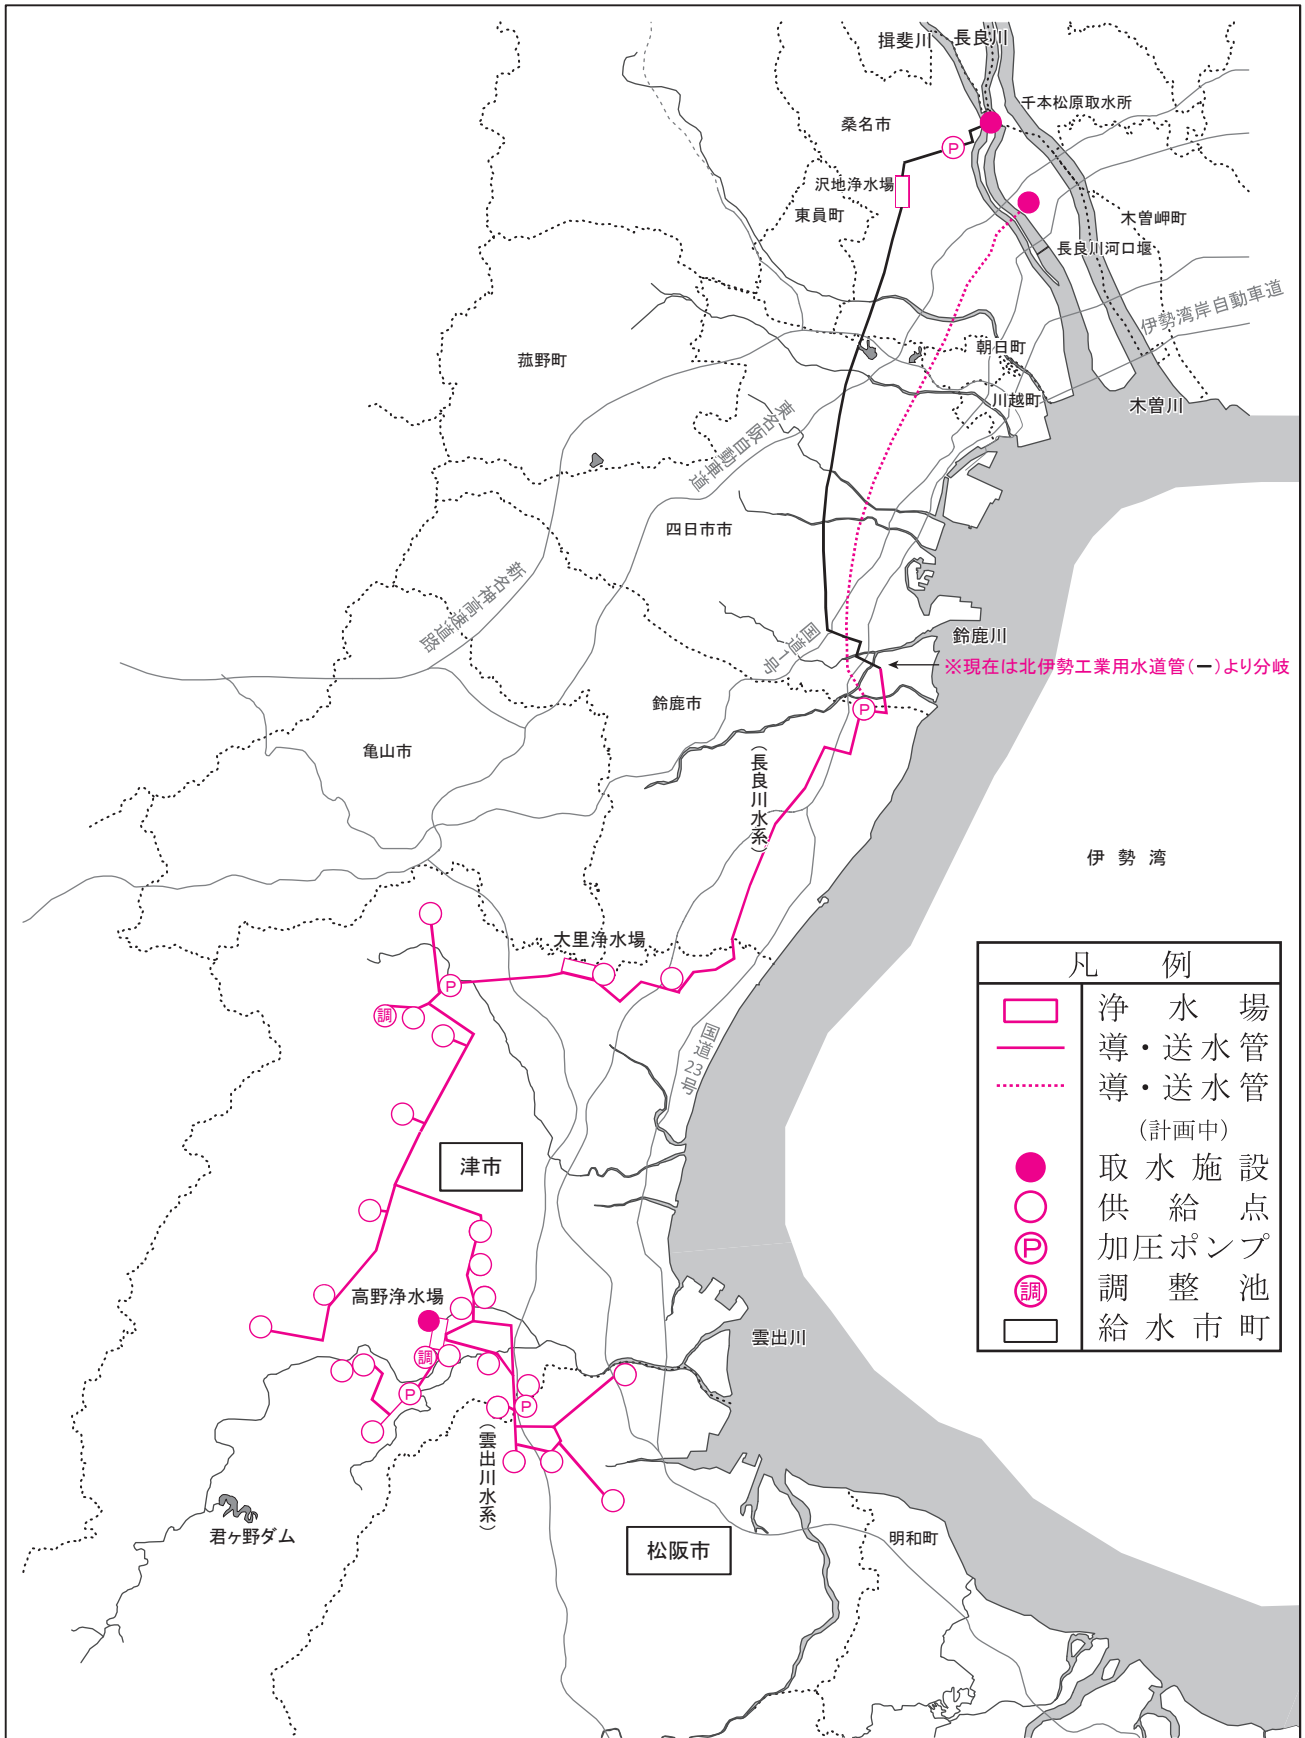 揖斐川
長良川
千本松原取水所
桑名市
P
沢地浄水場
東員町
木曽岬町
長良川河口堰
伊勢湾岸自動車道
朝日町
菰野町
川越町
木曽川
東名阪自動車道
四日市市
新名神高速道路
国道1号
鈴鹿川
※現在は北伊勢工業用水道管(ー)より分岐
鈴鹿市
P
亀山市
(長良川水系)
伊勢湾
大里浄水場
P
調
国道23号
津市
高野浄水場
調
雲出川
P
P
(雲出川水系)
君ヶ野ダム
松阪市
明和町
凡例
浄水場
導・送水管
導・送水管
(計画中)
取水施設
供給点
P 加圧ポンプ
調 調整池
給水市町